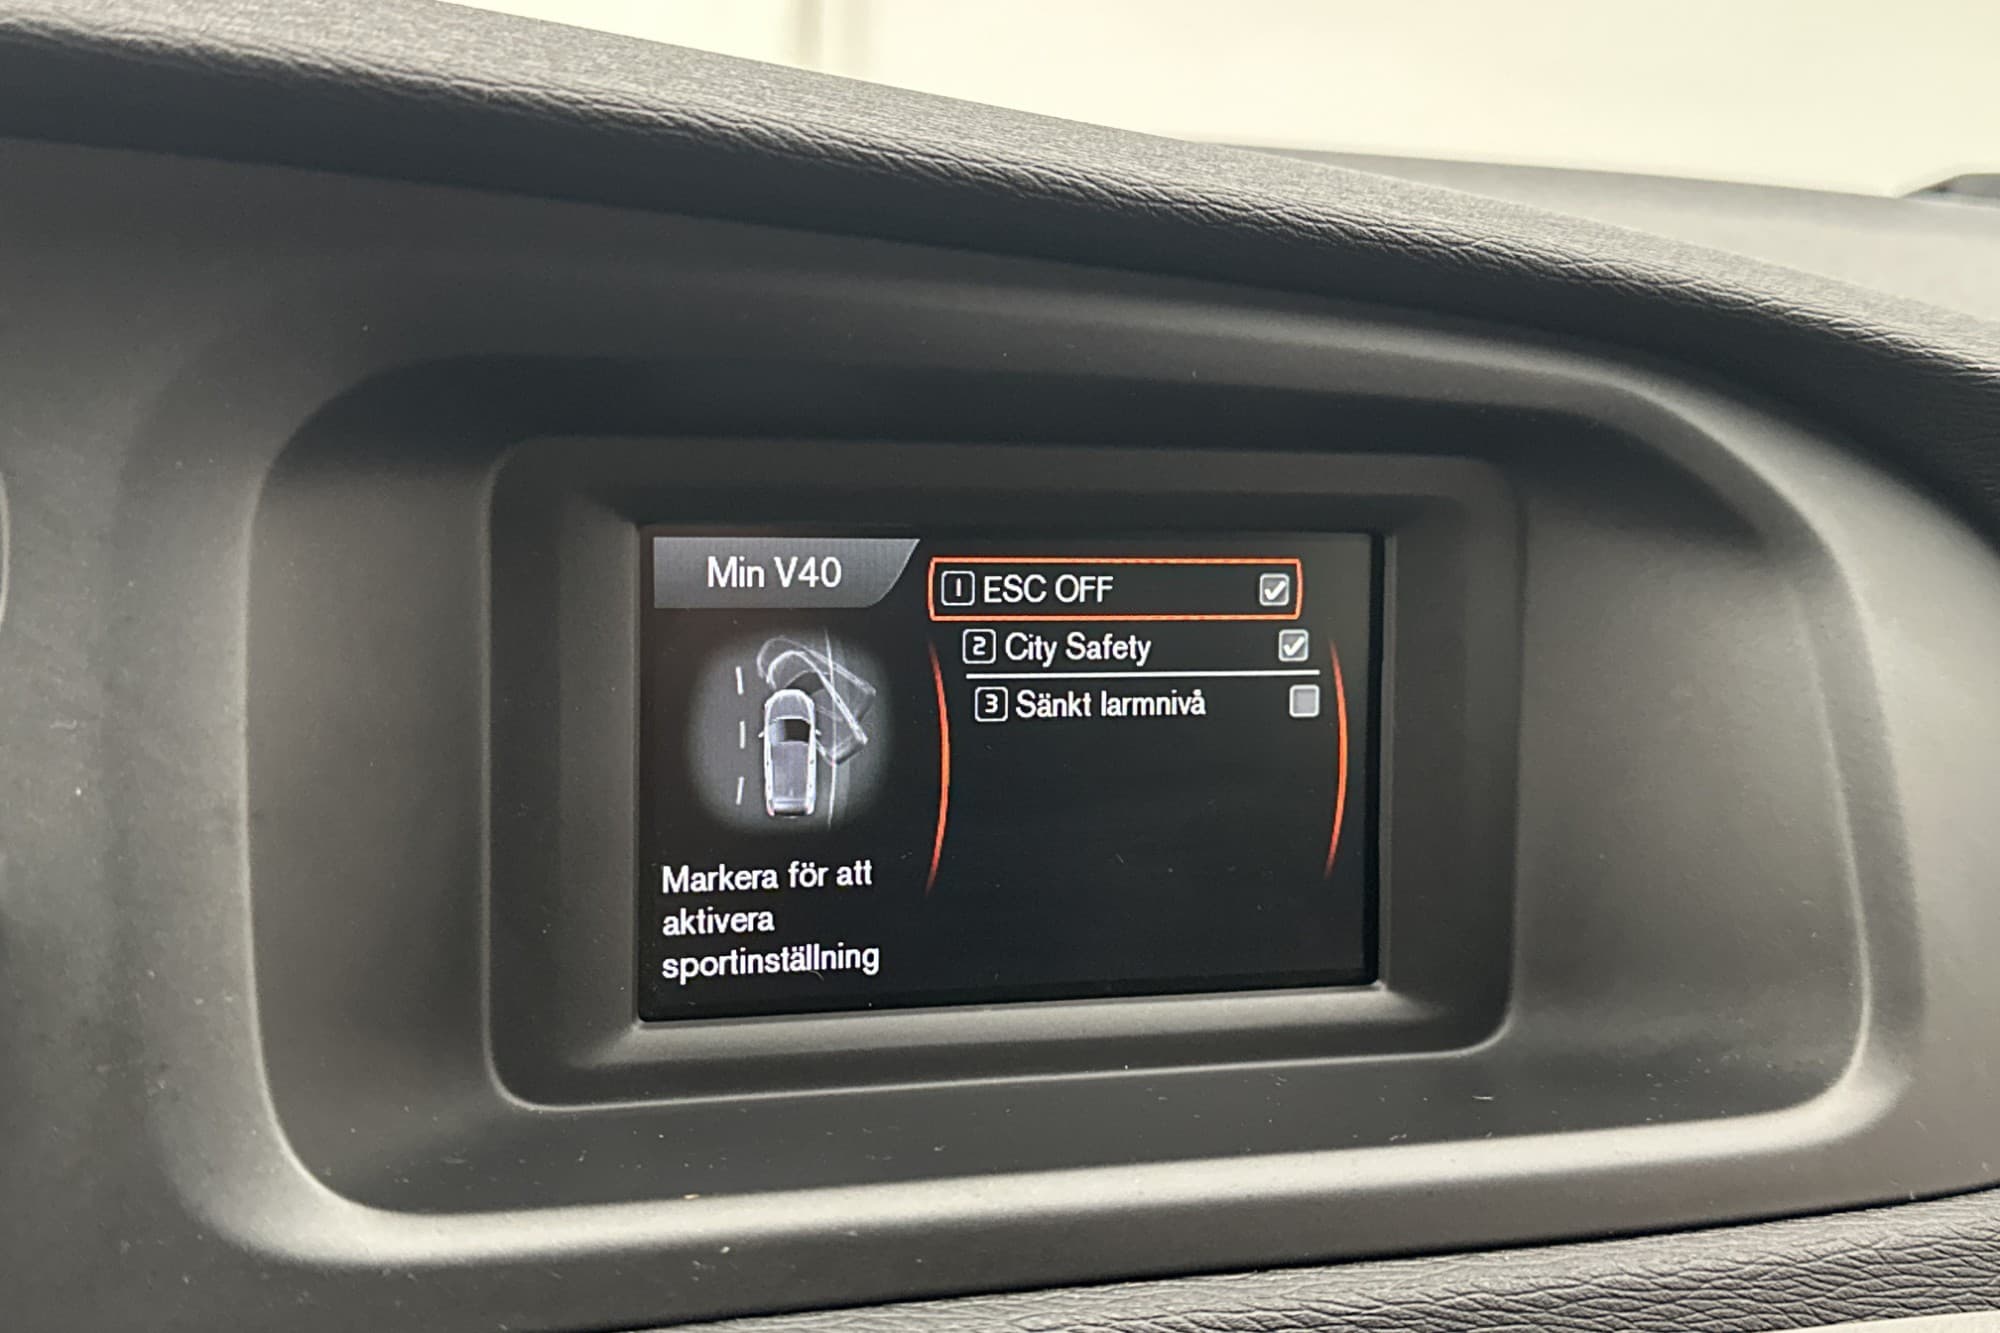 Min V40
1 ESC OFF
2 City Safety
3 Sänkt larmnivå
Markera för att
aktivera
sportinställning